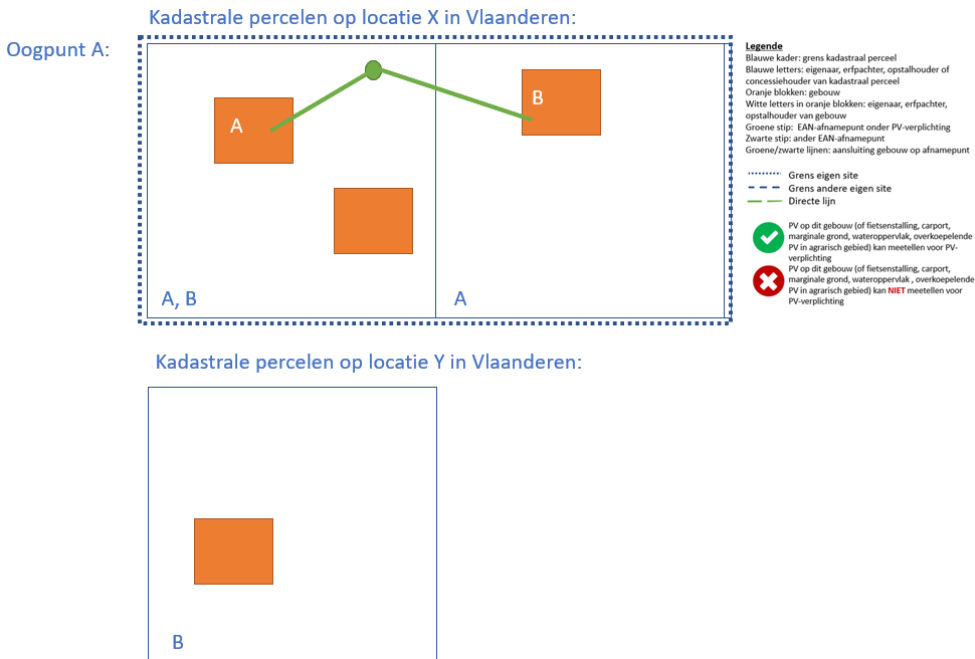 Kadastrale percelen op locatie X in Vlaanderen:
Oogpunt A:
A
B
A, B
A
Legende
Blauwe kader: grens kadastraal perceel
Blauwe letters: eigenaar, erfpachter, opstalhouder of
concessiehouder van kadastraal perceel
Oranje blokken: gebouw
Witte letters in oranje blokken: eigenaar, erfpachter,
opstalhouder van gebouw
Groene stip: EAN-afnamepunt onder PV-verplichting
Zwarte stip: ander EAN-afnamepunt
Groene/zwarte lijnen: aansluiting gebouw op afnamepunt
Grens eigen site
Grens andere eigen site
Directe lijn
PV op dit gebouw (of fietsenstalling, carport,
marginale grond, wateroppervlak, overkoepelende
PV in agrarisch gebied) kan meetellen voor PV-
verplichting
PV op dit gebouw (of fietsenstalling, carport,
marginale grond, wateroppervlak , overkoepelende
PV in agrarisch gebied) kan NIET meetellen voor
PV-verplichting
Kadastrale percelen op locatie Y in Vlaanderen:
B